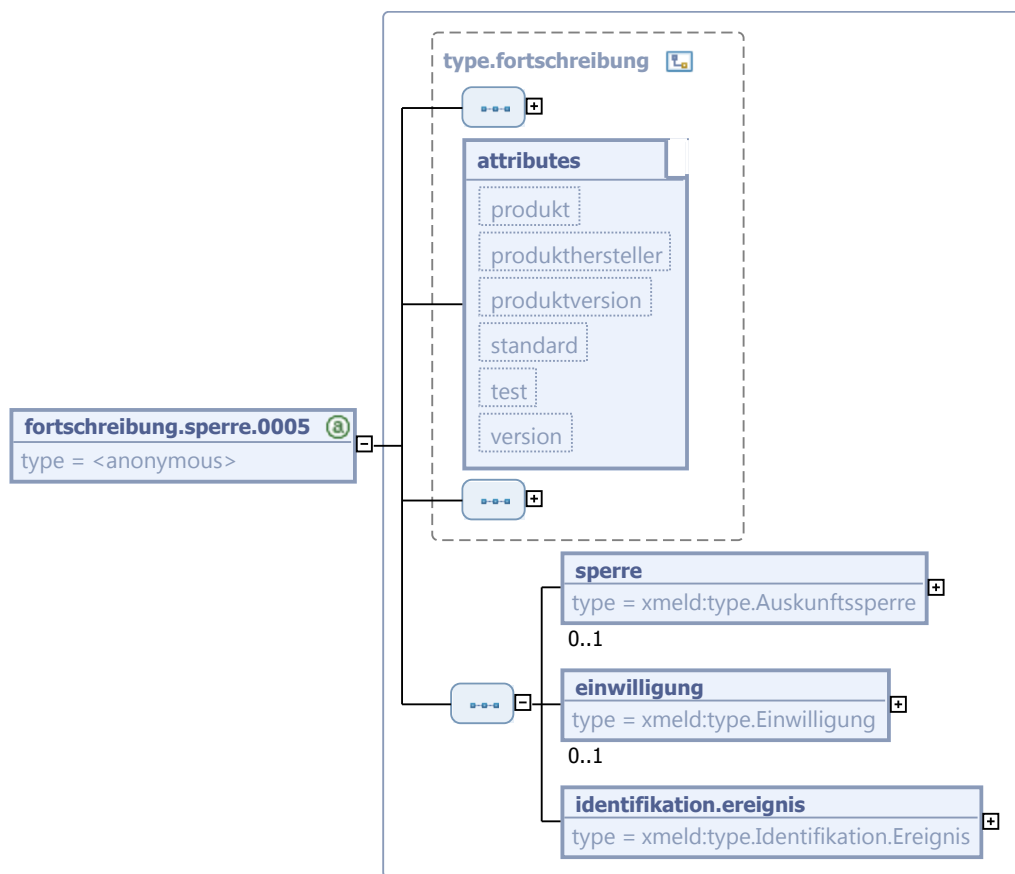 type.fortschreibung
attributes
produkt
produkthersteller
produktversion
standard
test
version
fortschreibung.sperre.0005 a
type = <anonymous>
sperre
type = xmeld:type.Auskunftssperre
0..1
einwilligung
type = xmeld:type.Einwilligung
0..1
identifikation.ereignis
type = xmeld:type.Identifikation.Ereignis